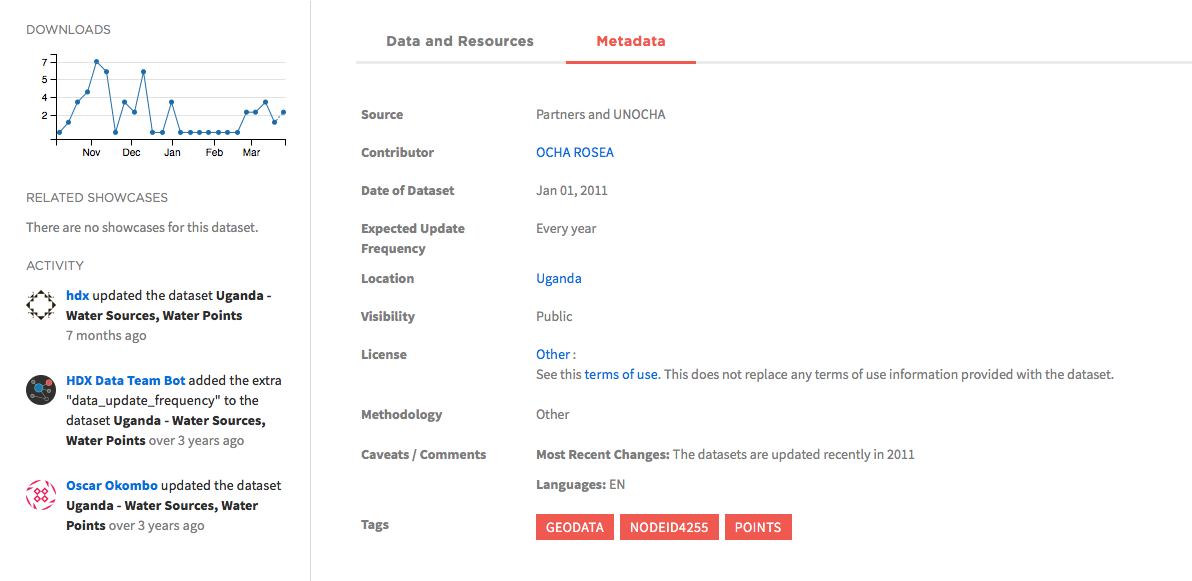 DOWNLOADS
7
5
4
2
Nov Dec Jan Feb Mar
RELATED SHOWCASES
There are no showcases for this dataset.
ACTIVITY
hdx updated the dataset Uganda -
Water Sources, Water Points
7 months ago
HDX Data Team Bot added the extra
"data_update_frequency" to the
dataset Uganda - Water Sources,
Water Points over 3 years ago
Oscar Okombo updated the dataset
Uganda - Water Sources, Water
Points over 3 years ago
Data and Resources Metadata
Source Partners and UNOCHA
Contributor OCHA ROSEA
Date of Dataset Jan 01, 2011
Expected Update Every year
Frequency
Location Uganda
Visibility Public
License Other :
See this terms of use. This does not replace any terms of use information provided with the dataset.
Methodology Other
Caveats / Comments Most Recent Changes: The datasets are updated recently in 2011
Languages: EN
Tags GEODATA NODEID4255 POINTS